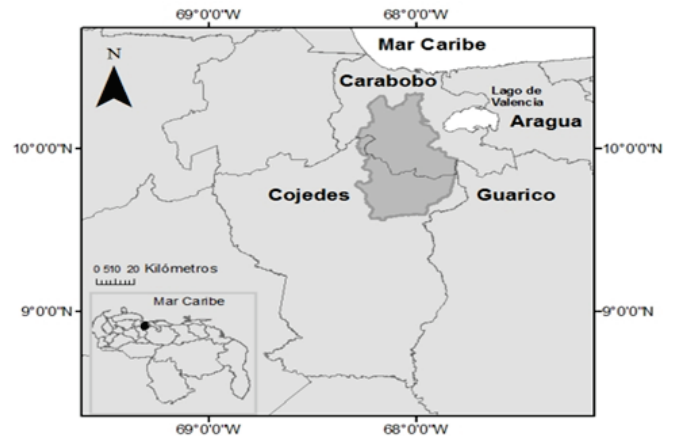 69°0'0"W 68°0'0"W
Mar Caribe
N
Carabobo
Lago de
Valencia
Aragua
10°0'0"N 10°0'0"N
Cojedes Guarico
0 510 20 Kilómetros
Mar Caribe
9°0'0"N 9°0'0"N
69°0'0"W 68°0'0"W